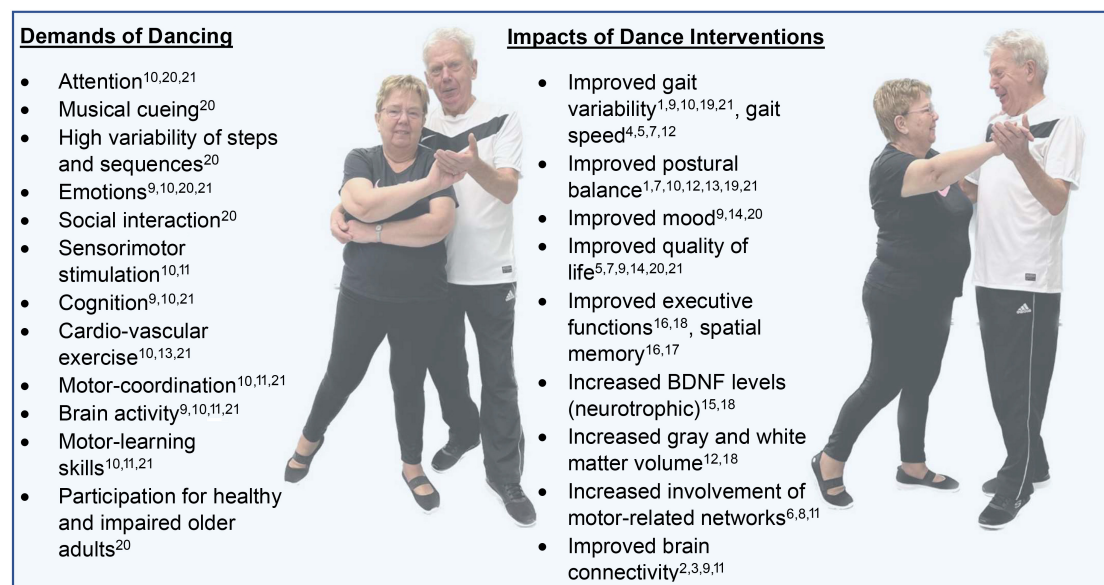 Demands of Dancing
• Attention10,20,21
• Musical cueing20
• High variability of steps
and sequences20
• Emotions9,10,20,21
• Social interaction20
• Sensorimotor
stimulation10,11
• Cognition9,10,21
• Cardio-vascular
exercise10,13,21
• Motor-coordination10,11,21
• Brain activity9,10,11,21
• Motor-learning
skills10,11,21
• Participation for healthy
and impaired older
adults20
Impacts of Dance Interventions
• Improved gait
variability1,9,10,19,21, gait
speed4,5,7,12
• Improved postural
balance1,7,10,12,13,19,21
• Improved mood9,14,20
• Improved quality of
life5,7,9,14,20,21
• Improved executive
functions16,18, spatial
memory16,17
• Increased BDNF levels
(neurotrophic)15,18
• Increased gray and white
matter volume12,18
• Increased involvement of
motor-related networks6,8,11
• Improved brain
connectivity2,3,9,11